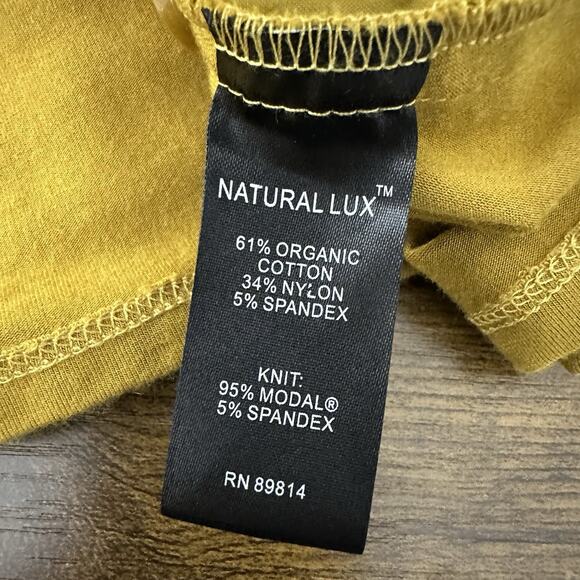 NATURAL LUX™
61% ORGANIC
COTTON
34% NYLON
5% SPANDEX
KNIT:
95% MODAL®
5% SPANDEX
RN 89814